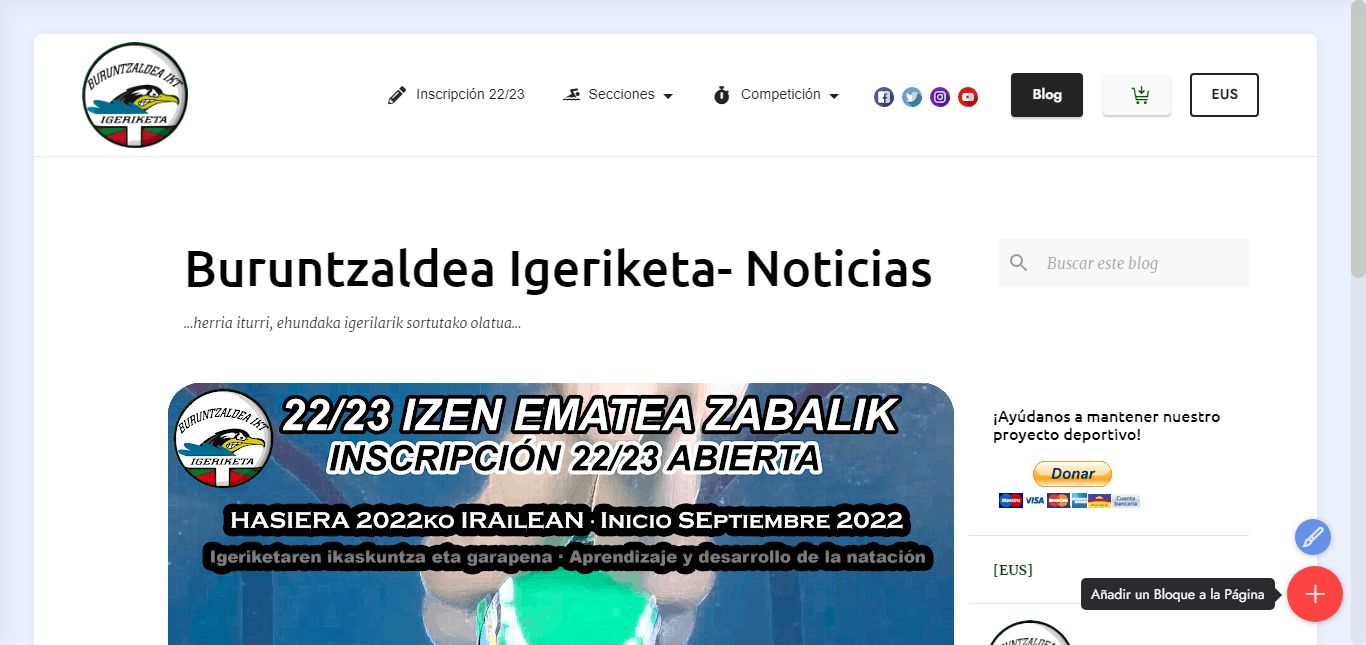 BURUNTZALDEA IKT
IGERIKETA
Inscripción 22/23
Secciones
Competición
Blog
EUS
Buruntzaldea Igeriketa- Noticias
Buscar este blog
...herria iturri, ehundaka igerilarik sortutako olatua...
BURUNTZALDEA IKT
IGERIKETA
22/23 IZEN EMATEA ZABALIK
INSCRIPCIÓN 22/23 ABIERTA
HASIERA 2022KO IRAILEAN · INICIO SEPTIEMBRE 2022
Igeriketaren ikaskuntza eta garapena · Aprendizaje y desarrollo de la natación
¡Ayúdanos a mantener nuestro
proyecto deportivo!
Donar
VISA
Cuenta
bancaria
[EUS]
Añadir un Bloque a la Página